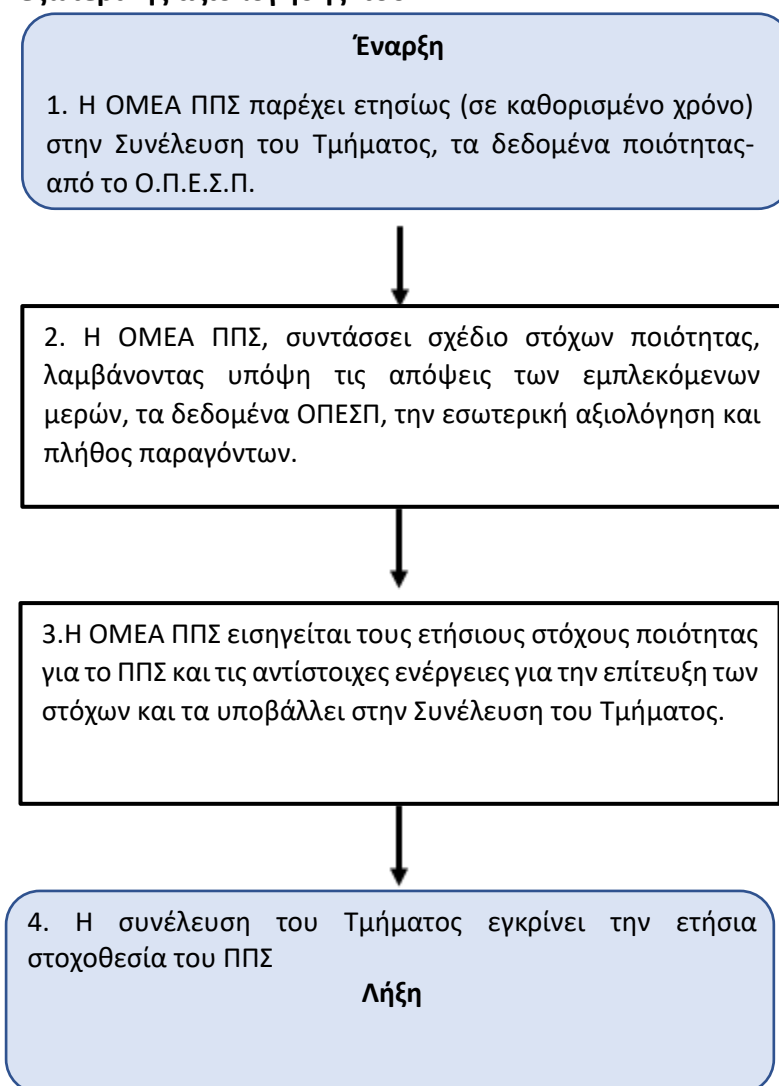 Έναρξη
1. Η ΟΜΕΑ ΠΠΣ παρέχει ετησίως (σε καθορισμένο χρόνο)
στην Συνέλευση του Τμήματος, τα δεδομένα ποιότητας-
από το Ο.Π.Ε.Σ.Π.
2. Η ΟΜΕΑ ΠΠΣ, συντάσσει σχέδιο στόχων ποιότητας,
λαμβάνοντας υπόψη τις απόψεις των εμπλεκόμενων
μερών, τα δεδομένα ΟΠΕΣΠ, την εσωτερική αξιολόγηση και
πλήθος παραγόντων.
3.Η ΟΜΕΑ ΠΠΣ εισηγείται τους ετήσιους στόχους ποιότητας
για το ΠΠΣ και τις αντίστοιχες ενέργειες για την επίτευξη των
στόχων και τα υποβάλλει στην Συνέλευση του Τμήματος.
4. Η συνέλευση του Τμήματος εγκρίνει την ετήσια
στοχοθεσία του ΠΠΣ
Λήξη